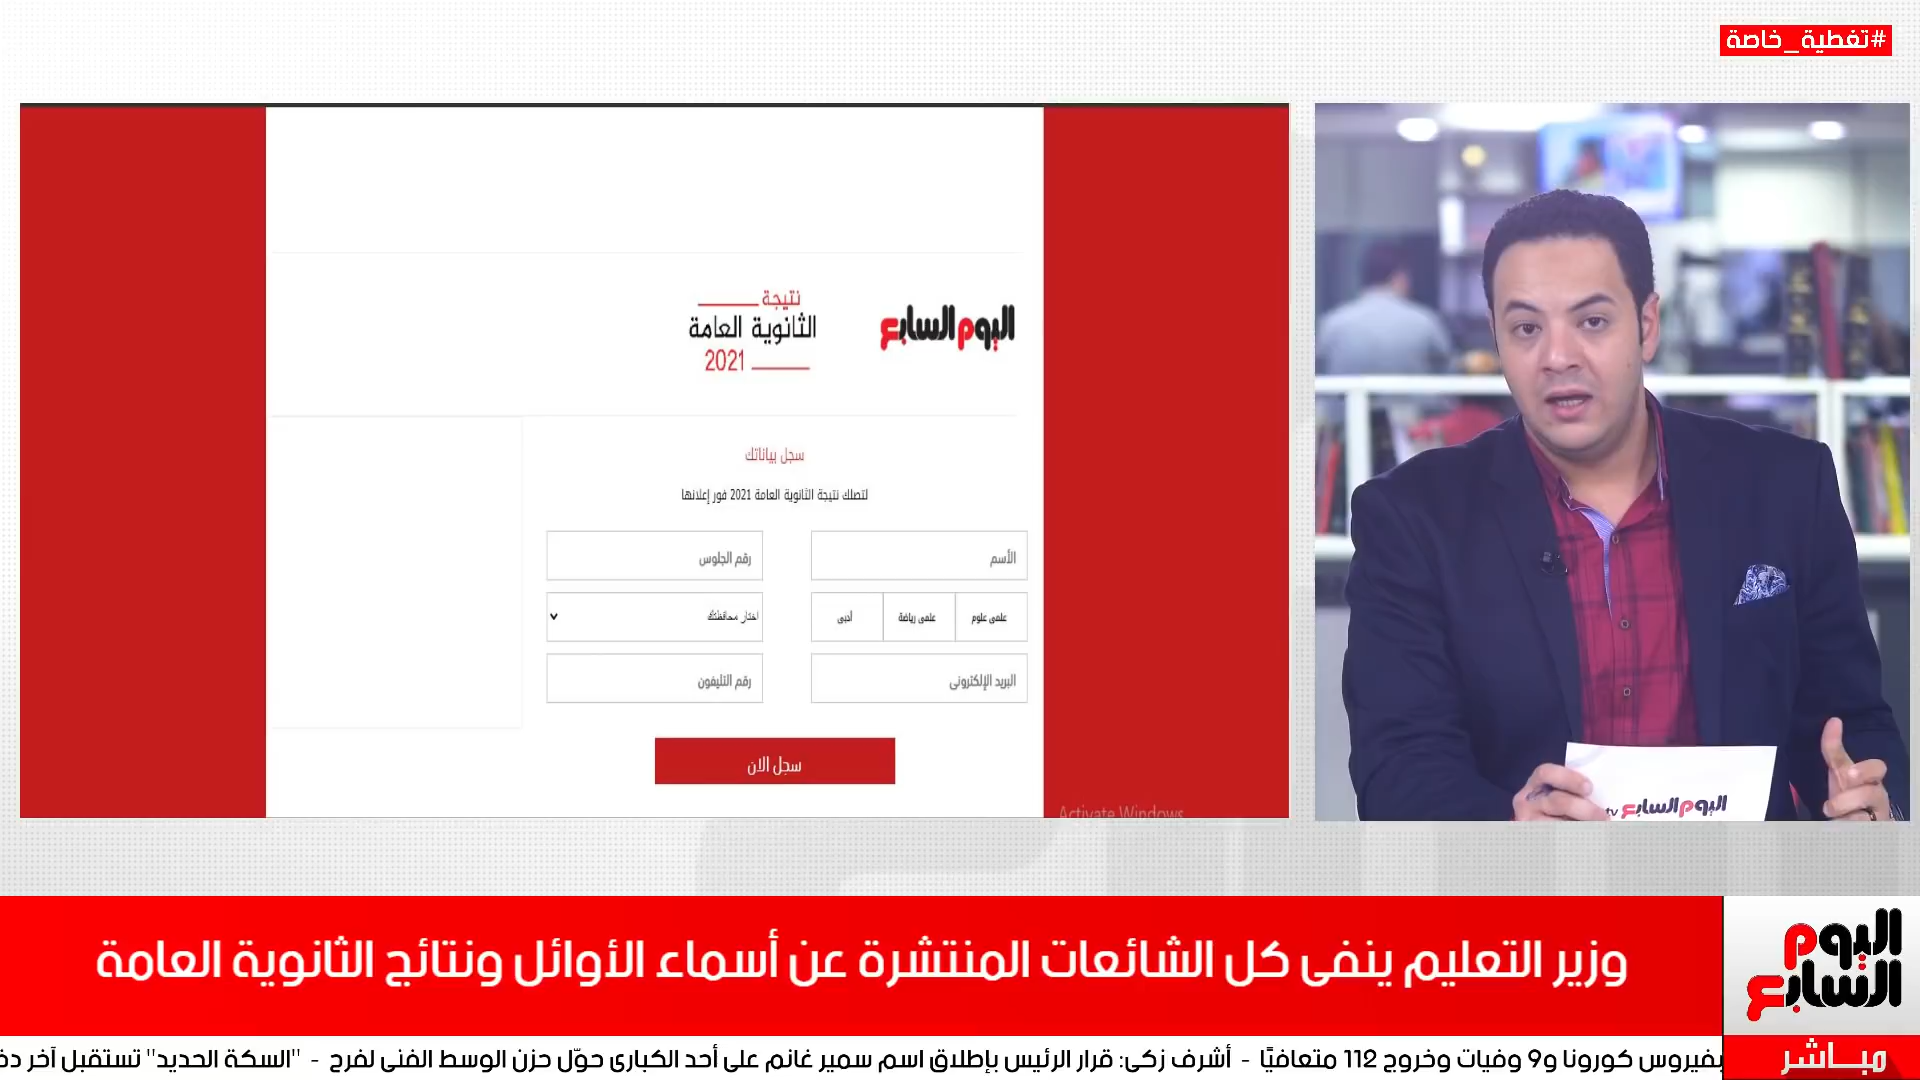 #تغطية_خاصة
نتيجة
الثانوية العامة
2021
اليوم السابع
سجل بياناتك
لتصلك نتيجة الثانوية العامة 2021 فور إعلانها
الأسم
رقم الجلوس
علمى علوم
علمى رياضة
أدبى
اختار محافظتك
البريد الإلكترونى
رقم التليفون
سجل الان
Activate Windows
اليوم السابع tv
وزير التعليم ينفى كل الشائعات المنتشرة عن أسماء الأوائل ونتائج الثانوية العامة
اليوم
السابع
مباشر
بفيروس كورونا و9 وفيات وخروج 112 متعافيًا - أشرف زكى: قرار الرئيس بإطلاق اسم سمير غانم على أحد الكبارى حوّل حزن الوسط الفنى لفرح - "السكة الحديد" تستقبل آخر